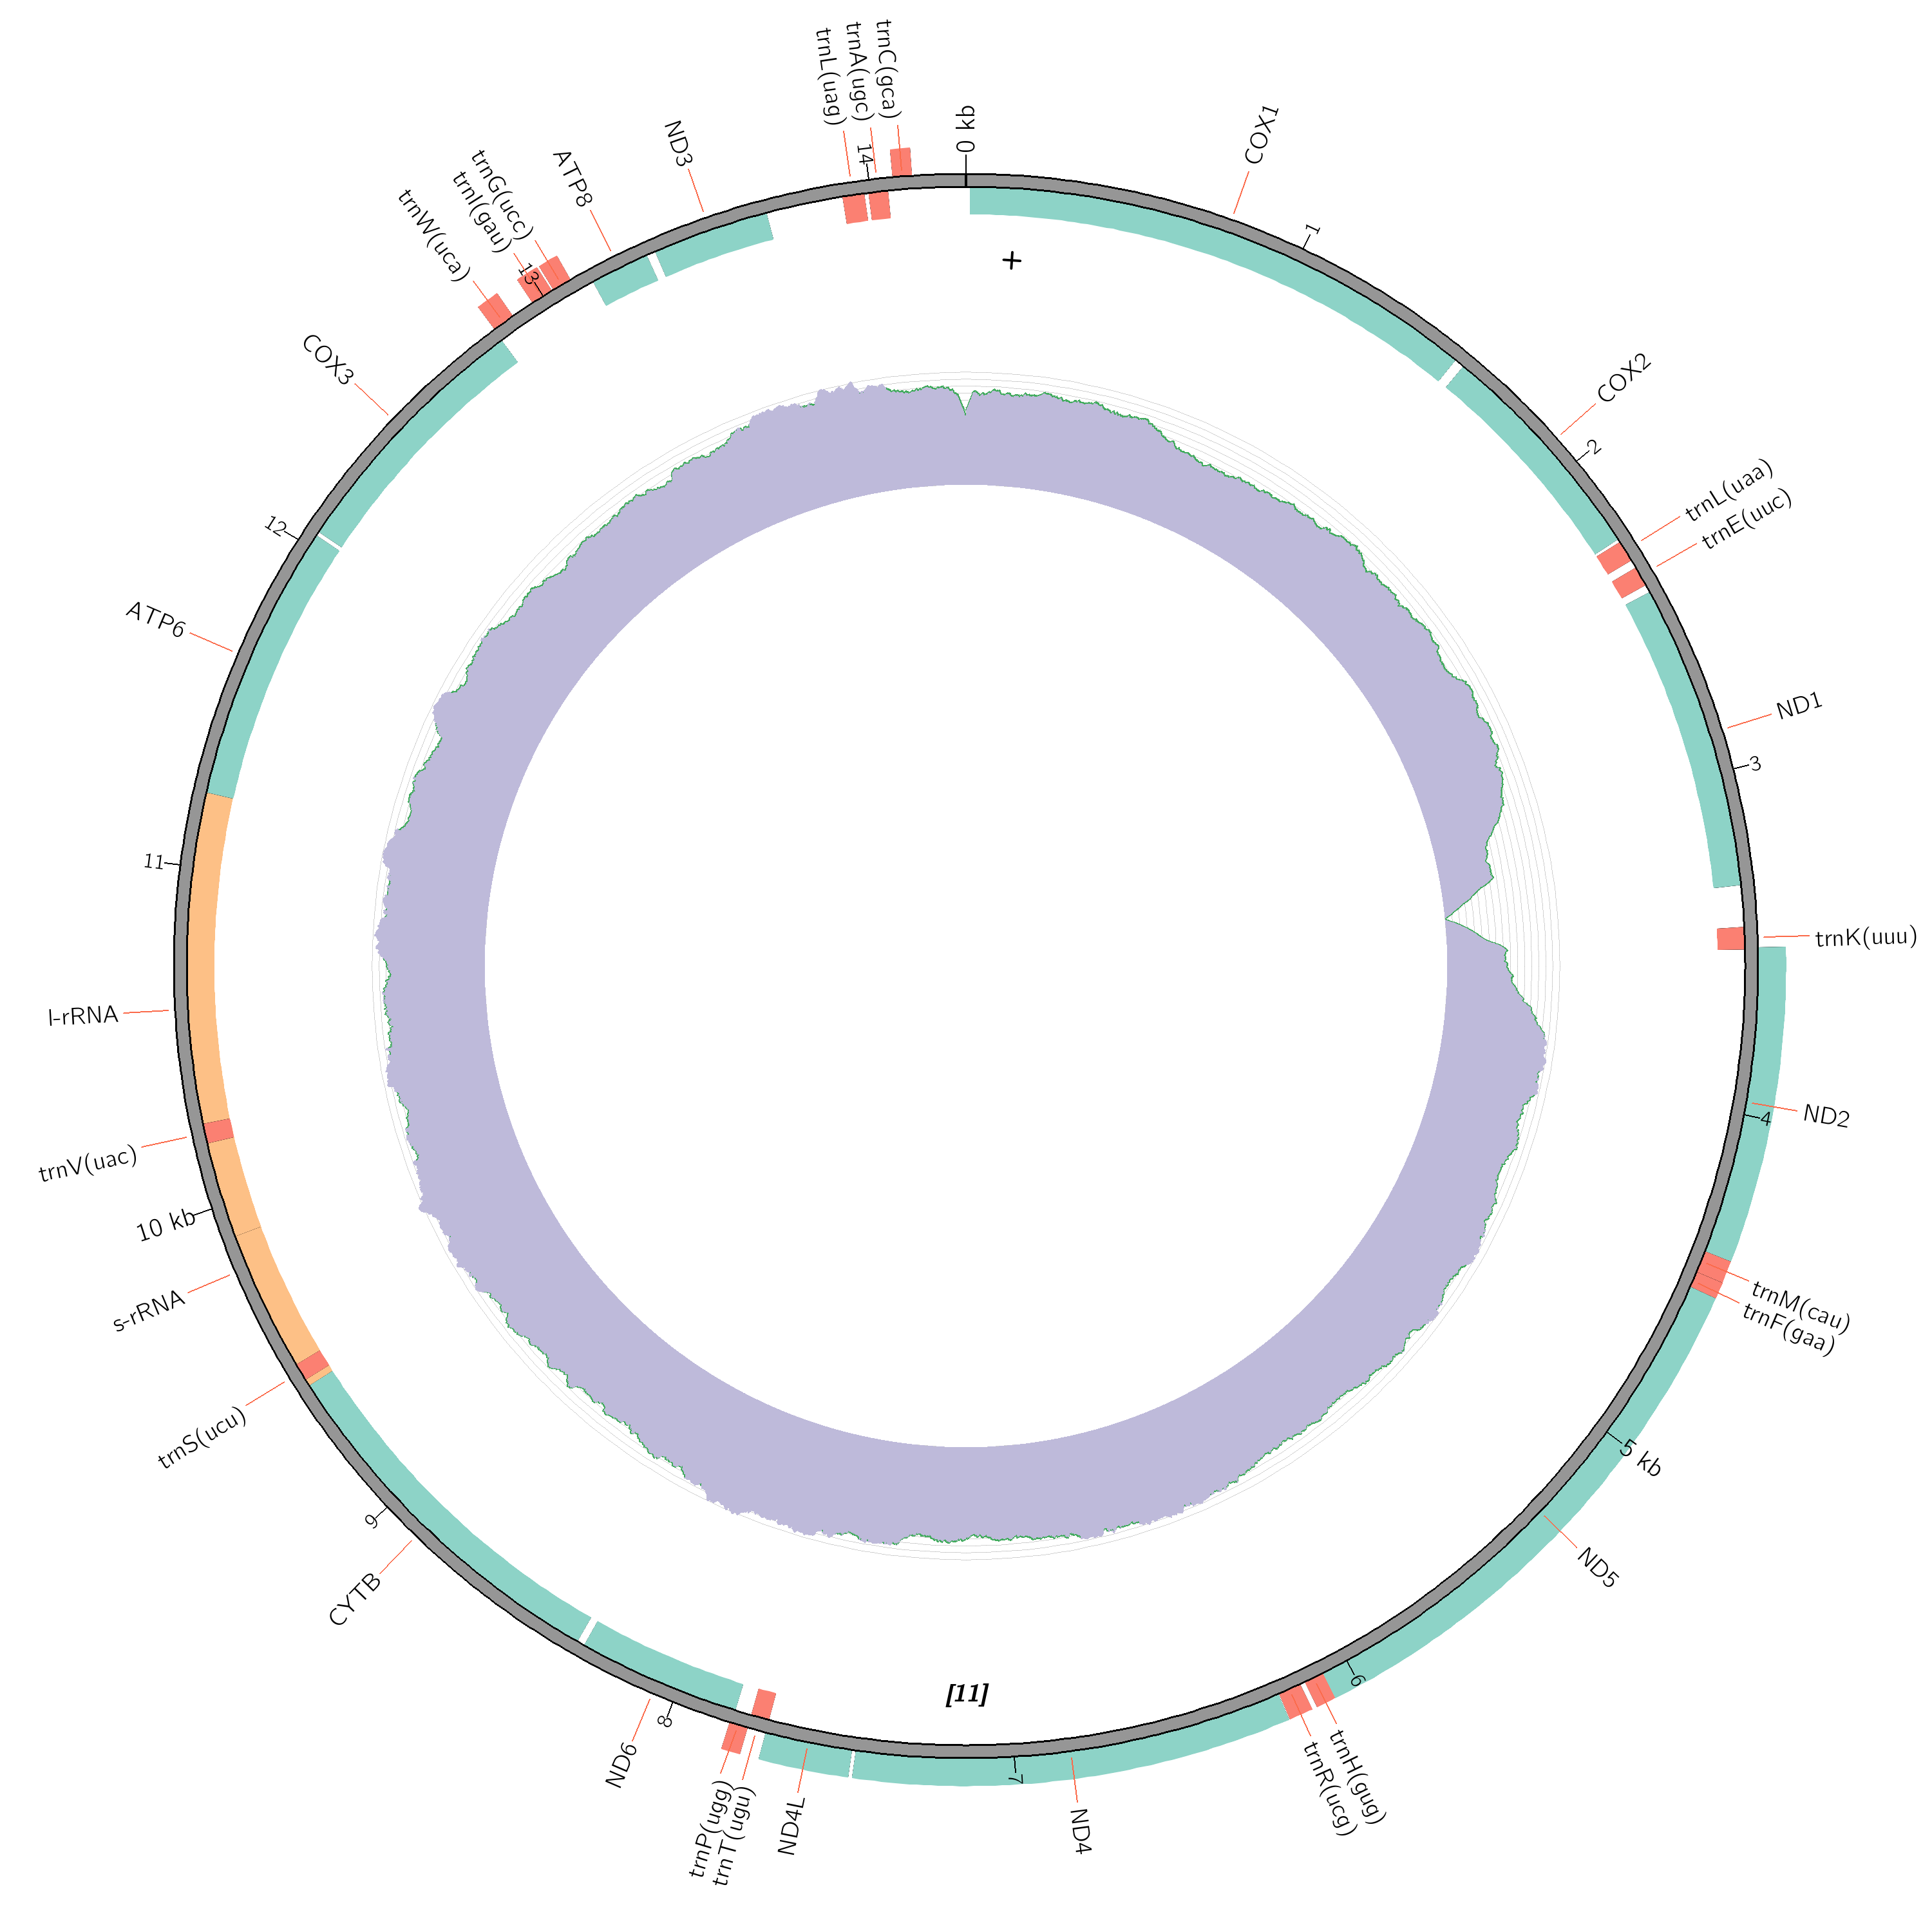 0 kb
COX1
+
1
COX2
2
trnL(uaa)
trnE(uuc)
ND1
3
trnK(uuu)
ND2
4
trnM(cau)
trnF(gaa)
5 kb
ND5
6
trnH(gug)
trnR(ucg)
ND4
7
[11]
ND4L
trnT(ugu)
trnP(ugg)
8
ND6
CYTB
9
trnS(ucu)
s-rRNA
10 kb
trnV(uac)
l-rRNA
11
ATP6
12
COX3
trnW(uca)
13
trnI(gau)
trnG(ucc)
ATP8
ND3
trnL(uag)
14
trnA(ugc)
trnC(gca)